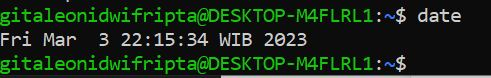 gitaleonidwifripta@DESKTOP-M4FLRL1:~$ date
Fri Mar  3 22:15:34 WIB 2023
gitaleonidwifripta@DESKTOP-M4FLRL1:~$